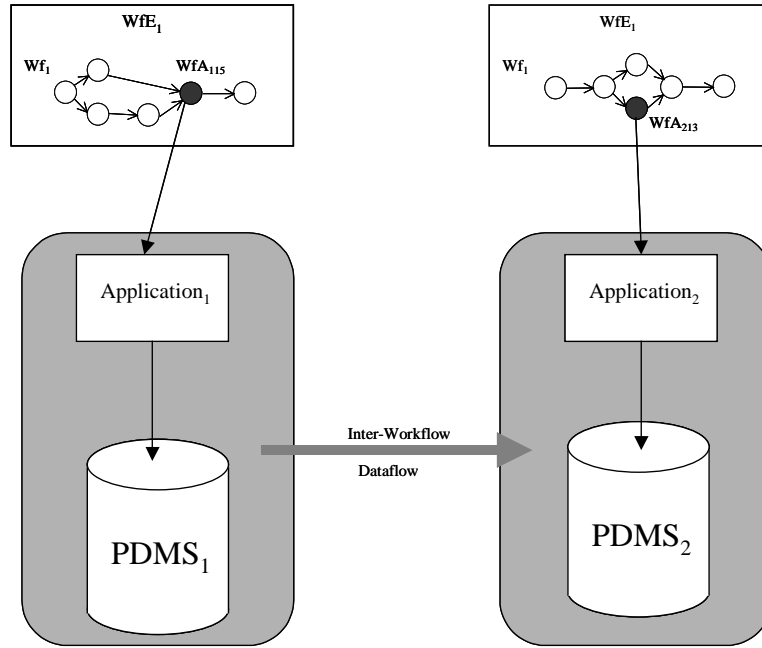 WfE₁
Wf₁
WfA₁₁₅
WfE₁
Wf₁
WfA₂₁₃
Application₁
Application₂
Inter-Workflow
Dataflow
PDMS₁
PDMS₂